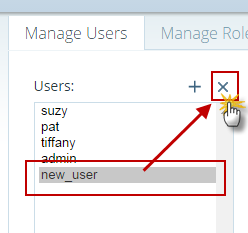 Manage Users Manage Role
Users:
suzy
pat
tiffany
admin
new_user